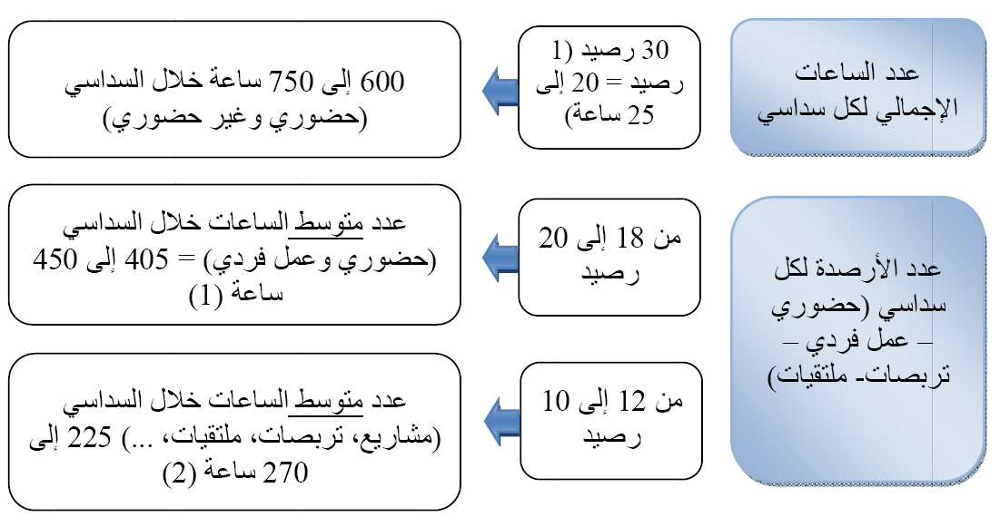 عدد الساعات
الإجمالي لكل سداسي
30 رصيد (1
رصيد = 20 إلى
25 ساعة)
600 إلى 750 ساعة خلال السداسي
(حضوري وغير حضوري)
عدد الأرصدة لكل
سداسي (حضوري
– عمل فردي –
تربصات- ملتقيات)
من 18 إلى 20
رصيد
عدد متوسط الساعات خلال السداسي
(حضوري وعمل فردي) = 405 إلى 450
ساعة (1)
من 12 إلى 10
رصيد
عدد متوسط الساعات خلال السداسي
(مشاريع، تربصات، ملتقيات، ...) 225 إلى
270 ساعة (2)